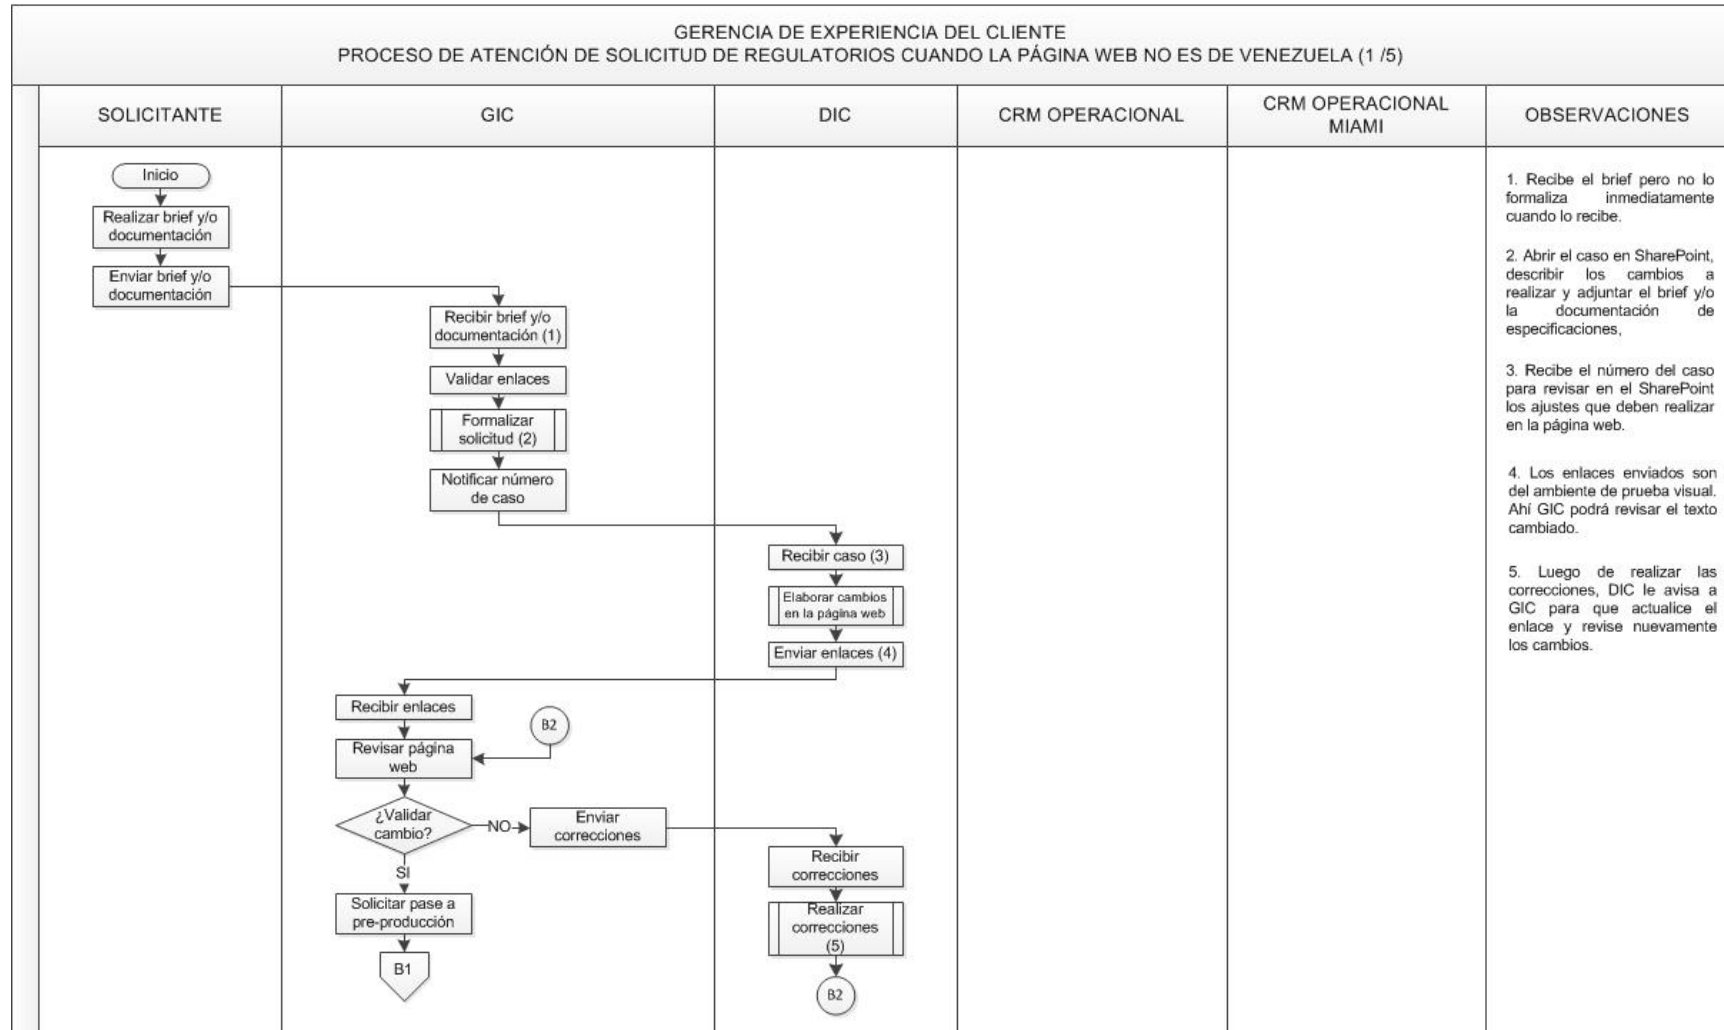 GERENCIA DE EXPERIENCIA DEL CLIENTE
PROCESO DE ATENCIÓN DE SOLICITUD DE REGULATORIOS CUANDO LA PÁGINA WEB NO ES DE VENEZUELA (1 /5)
SOLICITANTE
GIC
DIC
CRM OPERACIONAL
CRM OPERACIONAL
MIAMI
OBSERVACIONES
Inicio
Realizar brief y/o
documentación
Enviar brief y/o
documentación
Recibir brief y/o
documentación (1)
Validar enlaces
Formalizar
solicitud (2)
Notificar número
de caso
Recibir caso (3)
Elaborar cambios
en la página web
Enviar enlaces (4)
Recibir enlaces
B2
Revisar página
web
¿Validar
cambio?
NO
Enviar
correcciones
SI
Recibir
correcciones
Solicitar pase a
pre-producción
Realizar
correcciones
(5)
B1
B2
1. Recibe el brief pero no lo
formaliza inmediatamente
cuando lo recibe.
2. Abrir el caso en SharePoint,
describir los cambios a
realizar y adjuntar el brief y/o
la documentación de
especificaciones,
3. Recibe el número del caso
para revisar en el SharePoint
los ajustes que deben realizar
en la página web.
4. Los enlaces enviados son
del ambiente de prueba visual.
Ahí GIC podrá revisar el texto
cambiado.
5. Luego de realizar las
correcciones, DIC le avisa a
GIC para que actualice el
enlace y revise nuevamente
los cambios.